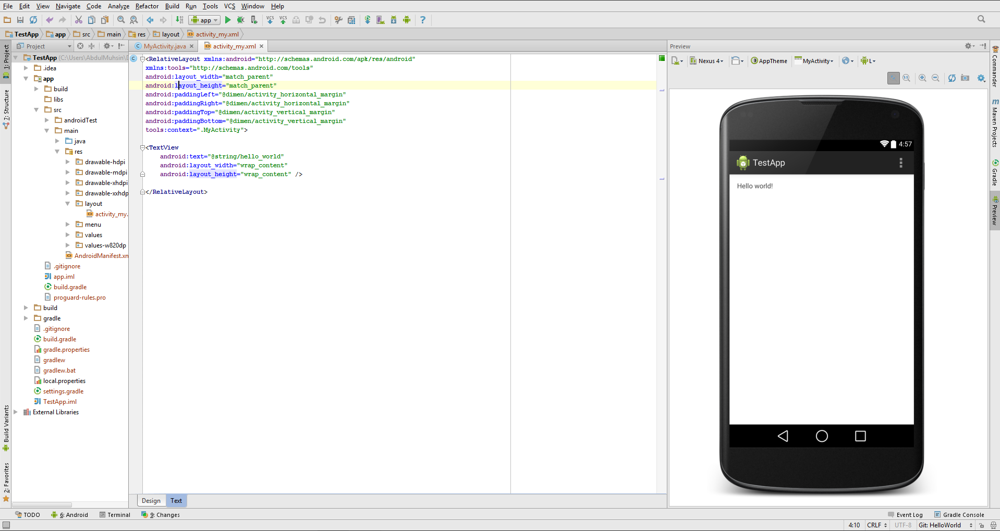 File Edit View Navigate Code Analyze Refactor Build Run Tools VCS Window Help
app
VCS VCS
TestApp app src main res layout activity_my.xml
Project
MyActivity.java activity_my.xml
Preview
1: Project
7: Structure
Build Variants
2: Favorites
TestApp (C:\Users\AbdulMuhsin\
.idea
app
build
libs
src
androidTest
main
java
res
drawable-hdpi
drawable-mdpi
drawable-xhdpi
drawable-xxhdp
layout
activity_my.
menu
values
values-w820dp
AndroidManifest.xm
.gitignore
app.iml
build.gradle
proguard-rules.pro
build
gradle
.gitignore
build.gradle
gradle.properties
gradlew
gradlew.bat
local.properties
settings.gradle
TestApp.iml
External Libraries
<RelativeLayout xmlns:android="http://schemas.android.com/apk/res/android"
xmlns:tools="http://schemas.android.com/tools"
android:layout_width="match_parent"
android:layout_height="match_parent"
android:paddingLeft="@dimen/activity_horizontal_margin"
android:paddingRight="@dimen/activity_horizontal_margin"
android:paddingTop="@dimen/activity_vertical_margin"
android:paddingBottom="@dimen/activity_vertical_margin"
tools:context=".MyActivity">
<TextView
android:text="@string/hello_world"
android:layout_width="wrap_content"
android:layout_height="wrap_content" />
</RelativeLayout>
Design Text
Nexus 4 AppTheme MyActivity L
4:57
TestApp
Hello world!
Commander
m Maven Projects
Gradle
Preview
TODO 6: Android Terminal 9: Changes Event Log Gradle Console
4:10 CRLF UTF-8 Git: HelloWorld